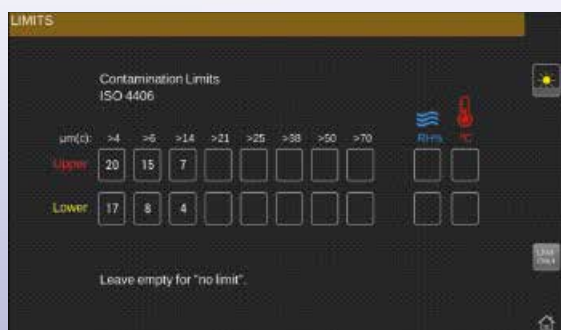 LIMITS
Contamination Limits
ISO 4406
µm(c): >4 >6 >14 >21 >25 >38 >50 >70 RH% °C
Upper 20 15 7
Lower 17 8 4
Leave empty for "no limit".